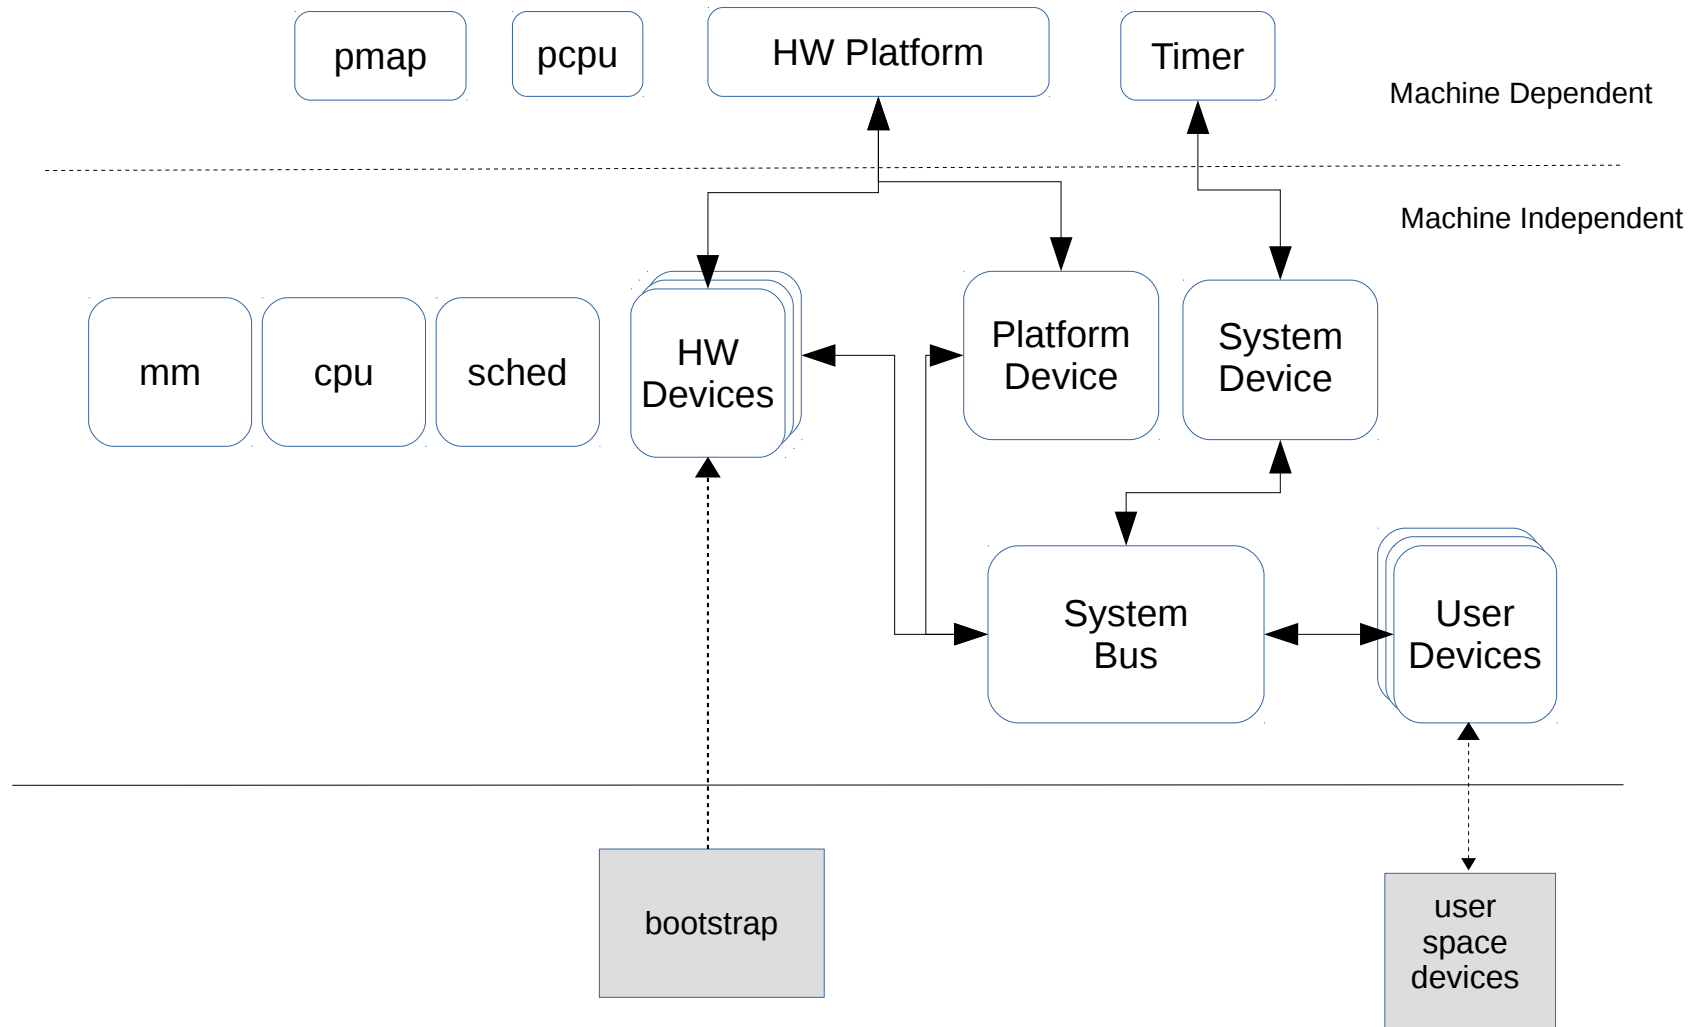 pmap
pcpu
HW Platform
Timer
Machine Dependent
Machine Independent
mm
cpu
sched
HW
Devices
Platform
Device
System
Device
System
Bus
User
Devices
bootstrap
user
space
devices